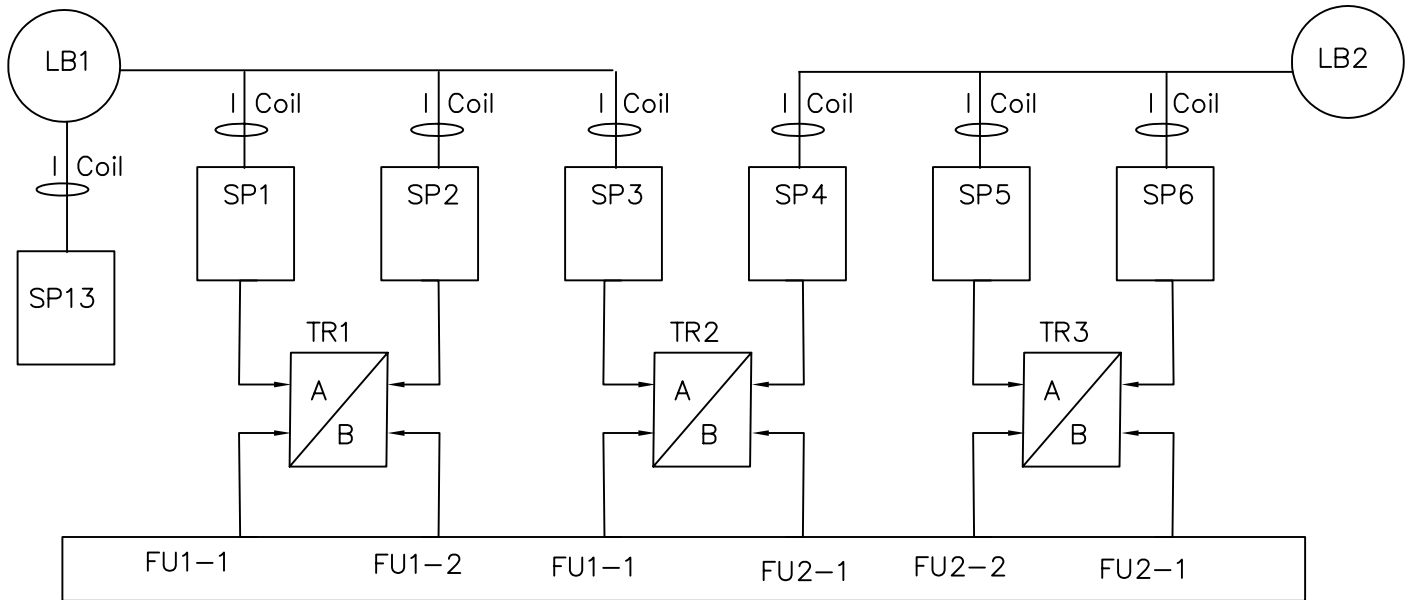 LB1
LB2
I Coil
I Coil
I Coil
I Coil
I Coil
I Coil
I Coil
SP1
SP2
SP3
SP4
SP5
SP6
SP13
TR1
TR2
TR3
A
B
A
B
A
B
FU1-1
FU1-2
FU1-1
FU2-1
FU2-2
FU2-1